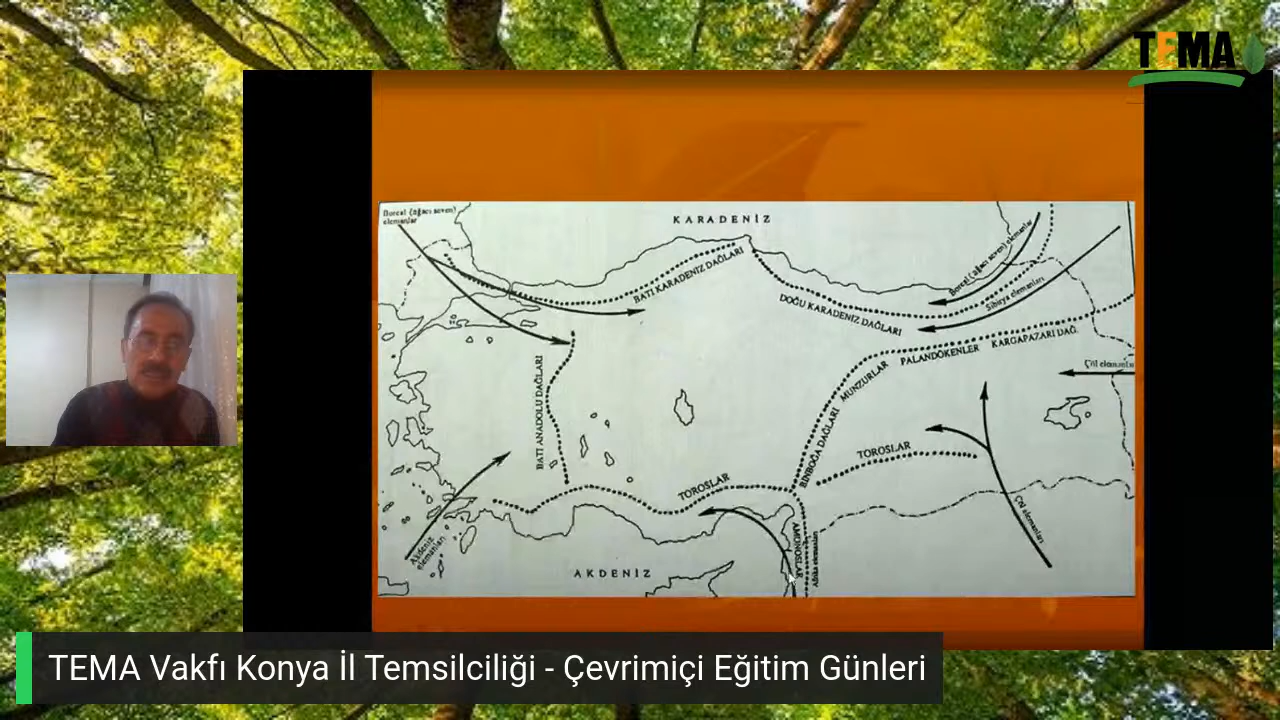 TEMA
Boreal (ağacı seven)
elemanlar
KARADENİZ
Boreal (ağacı seven) elemanlar
Sibirya elemanları
BATI KARADENİZ DAĞLARI
DOĞU KARADENİZ DAĞLARI
PALANDÖKENLER
KARGAPAZARI DAĞ.
MUNZURLAR
Çöl elemanları
BATI ANADOLU DAĞLARI
BİNBOĞA DAĞLARI
TOROSLAR
TOROSLAR
Çöl elemanları
Akdeniz
elemanları
AKDENİZ
AMONOSLAR
Afrika elemanları
TEMA Vakfı Konya İl Temsilciliği - Çevrimiçi Eğitim Günleri